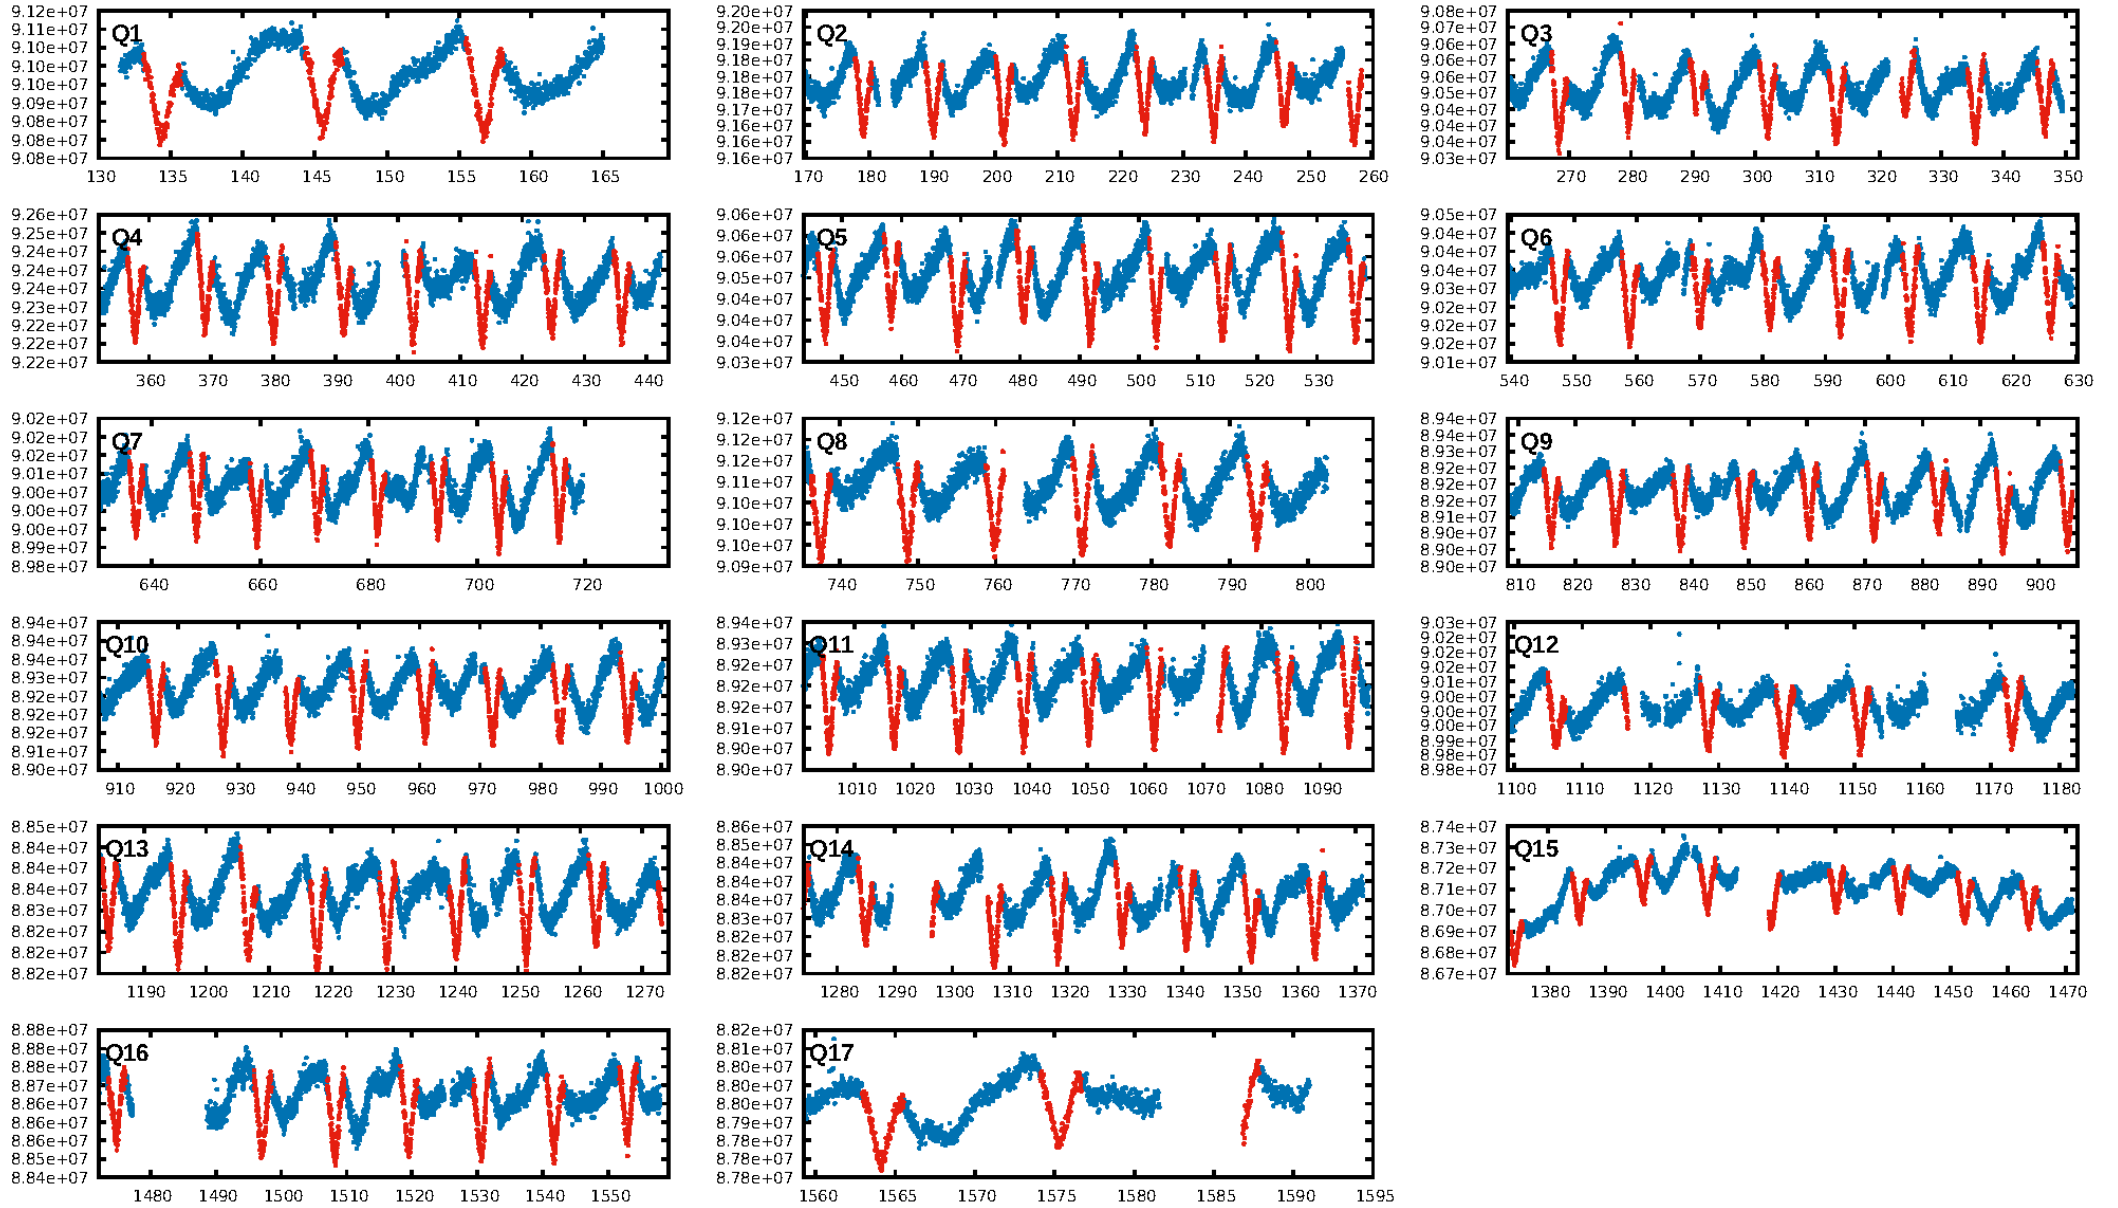 Q1
9.12e+07
9.11e+07
9.10e+07
9.10e+07
9.10e+07
9.09e+07
9.08e+07
9.08e+07
9.08e+07
130 135 140 145 150 155 160 165
Q2
9.20e+07
9.19e+07
9.18e+07
9.18e+07
9.18e+07
9.17e+07
9.16e+07
9.16e+07
9.16e+07
170 180 190 200 210 220 230 240 250 260
Q3
9.08e+07
9.07e+07
9.06e+07
9.06e+07
9.06e+07
9.05e+07
9.04e+07
9.04e+07
9.04e+07
9.03e+07
270 280 290 300 310 320 330 340 350
Q4
9.26e+07
9.25e+07
9.24e+07
9.24e+07
9.24e+07
9.23e+07
9.22e+07
9.22e+07
9.22e+07
360 370 380 390 400 410 420 430 440
Q5
9.06e+07
9.06e+07
9.06e+07
9.05e+07
9.04e+07
9.04e+07
9.04e+07
9.03e+07
450 460 470 480 490 500 510 520 530
Q6
9.05e+07
9.04e+07
9.04e+07
9.04e+07
9.03e+07
9.02e+07
9.02e+07
9.02e+07
9.01e+07
540 550 560 570 580 590 600 610 620 630
Q7
9.02e+07
9.02e+07
9.02e+07
9.01e+07
9.00e+07
9.00e+07
9.00e+07
8.99e+07
8.98e+07
640 660 680 700 720
Q8
9.12e+07
9.12e+07
9.12e+07
9.11e+07
9.10e+07
9.10e+07
9.10e+07
9.09e+07
740 750 760 770 780 790 800
Q9
8.94e+07
8.94e+07
8.94e+07
8.93e+07
8.92e+07
8.92e+07
8.92e+07
8.91e+07
8.90e+07
8.90e+07
810 820 830 840 850 860 870 880 890 900
Q10
8.94e+07
8.94e+07
8.94e+07
8.93e+07
8.92e+07
8.92e+07
8.92e+07
8.91e+07
8.90e+07
910 920 930 940 950 960 970 980 990 1000
Q11
8.94e+07
8.93e+07
8.92e+07
8.92e+07
8.92e+07
8.91e+07
8.90e+07
8.90e+07
1010 1020 1030 1040 1050 1060 1070 1080 1090
Q12
9.03e+07
9.02e+07
9.02e+07
9.02e+07
9.01e+07
9.00e+07
9.00e+07
9.00e+07
8.99e+07
8.98e+07
8.98e+07
1100 1110 1120 1130 1140 1150 1160 1170 1180
Q13
8.85e+07
8.84e+07
8.84e+07
8.84e+07
8.83e+07
8.82e+07
8.82e+07
8.82e+07
1190 1200 1210 1220 1230 1240 1250 1260 1270
Q14
8.86e+07
8.85e+07
8.84e+07
8.84e+07
8.84e+07
8.83e+07
8.82e+07
8.82e+07
8.82e+07
1280 1290 1300 1310 1320 1330 1340 1350 1360 1370
Q15
8.74e+07
8.73e+07
8.72e+07
8.71e+07
8.70e+07
8.69e+07
8.68e+07
8.67e+07
1380 1390 1400 1410 1420 1430 1440 1450 1460 1470
Q16
8.88e+07
8.88e+07
8.88e+07
8.87e+07
8.86e+07
8.86e+07
8.86e+07
8.85e+07
8.84e+07
1480 1490 1500 1510 1520 1530 1540 1550
Q17
8.82e+07
8.81e+07
8.80e+07
8.80e+07
8.80e+07
8.79e+07
8.78e+07
8.78e+07
8.78e+07
1560 1565 1570 1575 1580 1585 1590 1595